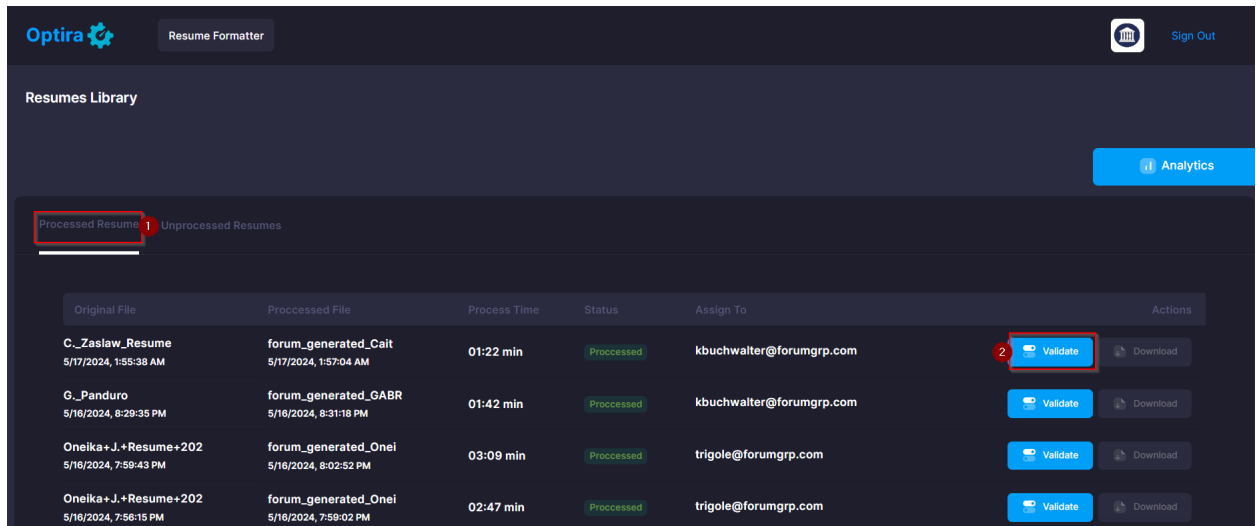 Optira Resume Formatter Sign Out
Resumes Library
Analytics
Processed Resume 1 Unprocessed Resumes
Original File Proccessed File Process Time Status Assign To Actions
C._Zaslaw_Resume forum_generated_Cait 01:22 min Proccessed kbuchwalter@forumgrp.com 2 Validate Download
5/17/2024, 1:55:38 AM 5/17/2024, 1:57:04 AM
G._Panduro forum_generated_GABR 01:42 min Proccessed kbuchwalter@forumgrp.com Validate Download
5/16/2024, 8:29:35 PM 5/16/2024, 8:31:18 PM
Oneika+J.+Resume+202 forum_generated_Onei 03:09 min Proccessed trigole@forumgrp.com Validate Download
5/16/2024, 7:59:43 PM 5/16/2024, 8:02:52 PM
Oneika+J.+Resume+202 forum_generated_Onei 02:47 min Proccessed trigole@forumgrp.com Validate Download
5/16/2024, 7:56:15 PM 5/16/2024, 7:59:02 PM